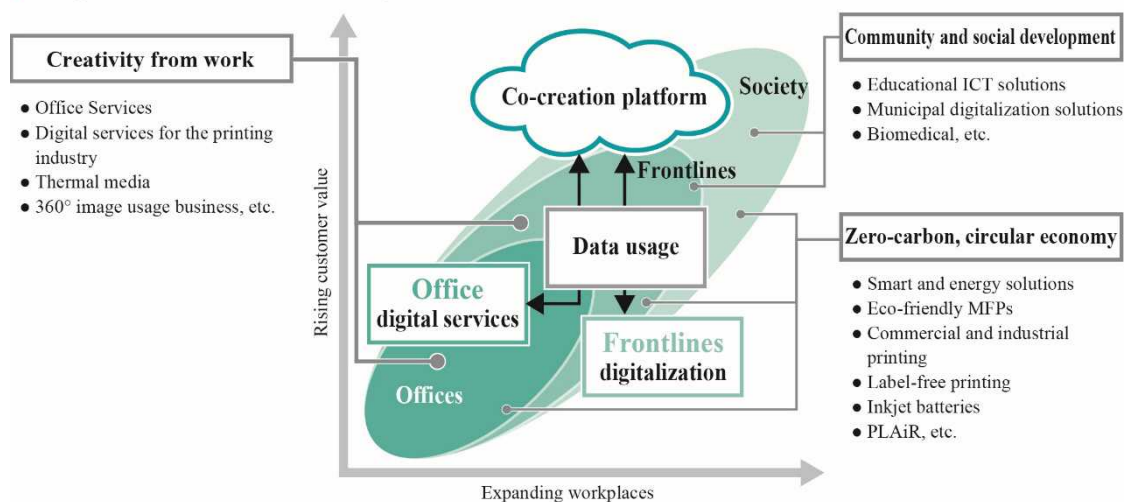 Creativity from work
● Office Services
● Digital services for the printing
industry
● Thermal media
● 360° image usage business, etc.
Rising customer value
Co-creation platform
Society
Frontlines
Data usage
Office
digital services
Frontlines
digitalization
Offices
Expanding workplaces
Community and social development
● Educational ICT solutions
● Municipal digitalization solutions
● Biomedical, etc.
Zero-carbon, circular economy
● Smart and energy solutions
● Eco-friendly MFPs
● Commercial and industrial
printing
● Label-free printing
● Inkjet batteries
● PLAiR, etc.